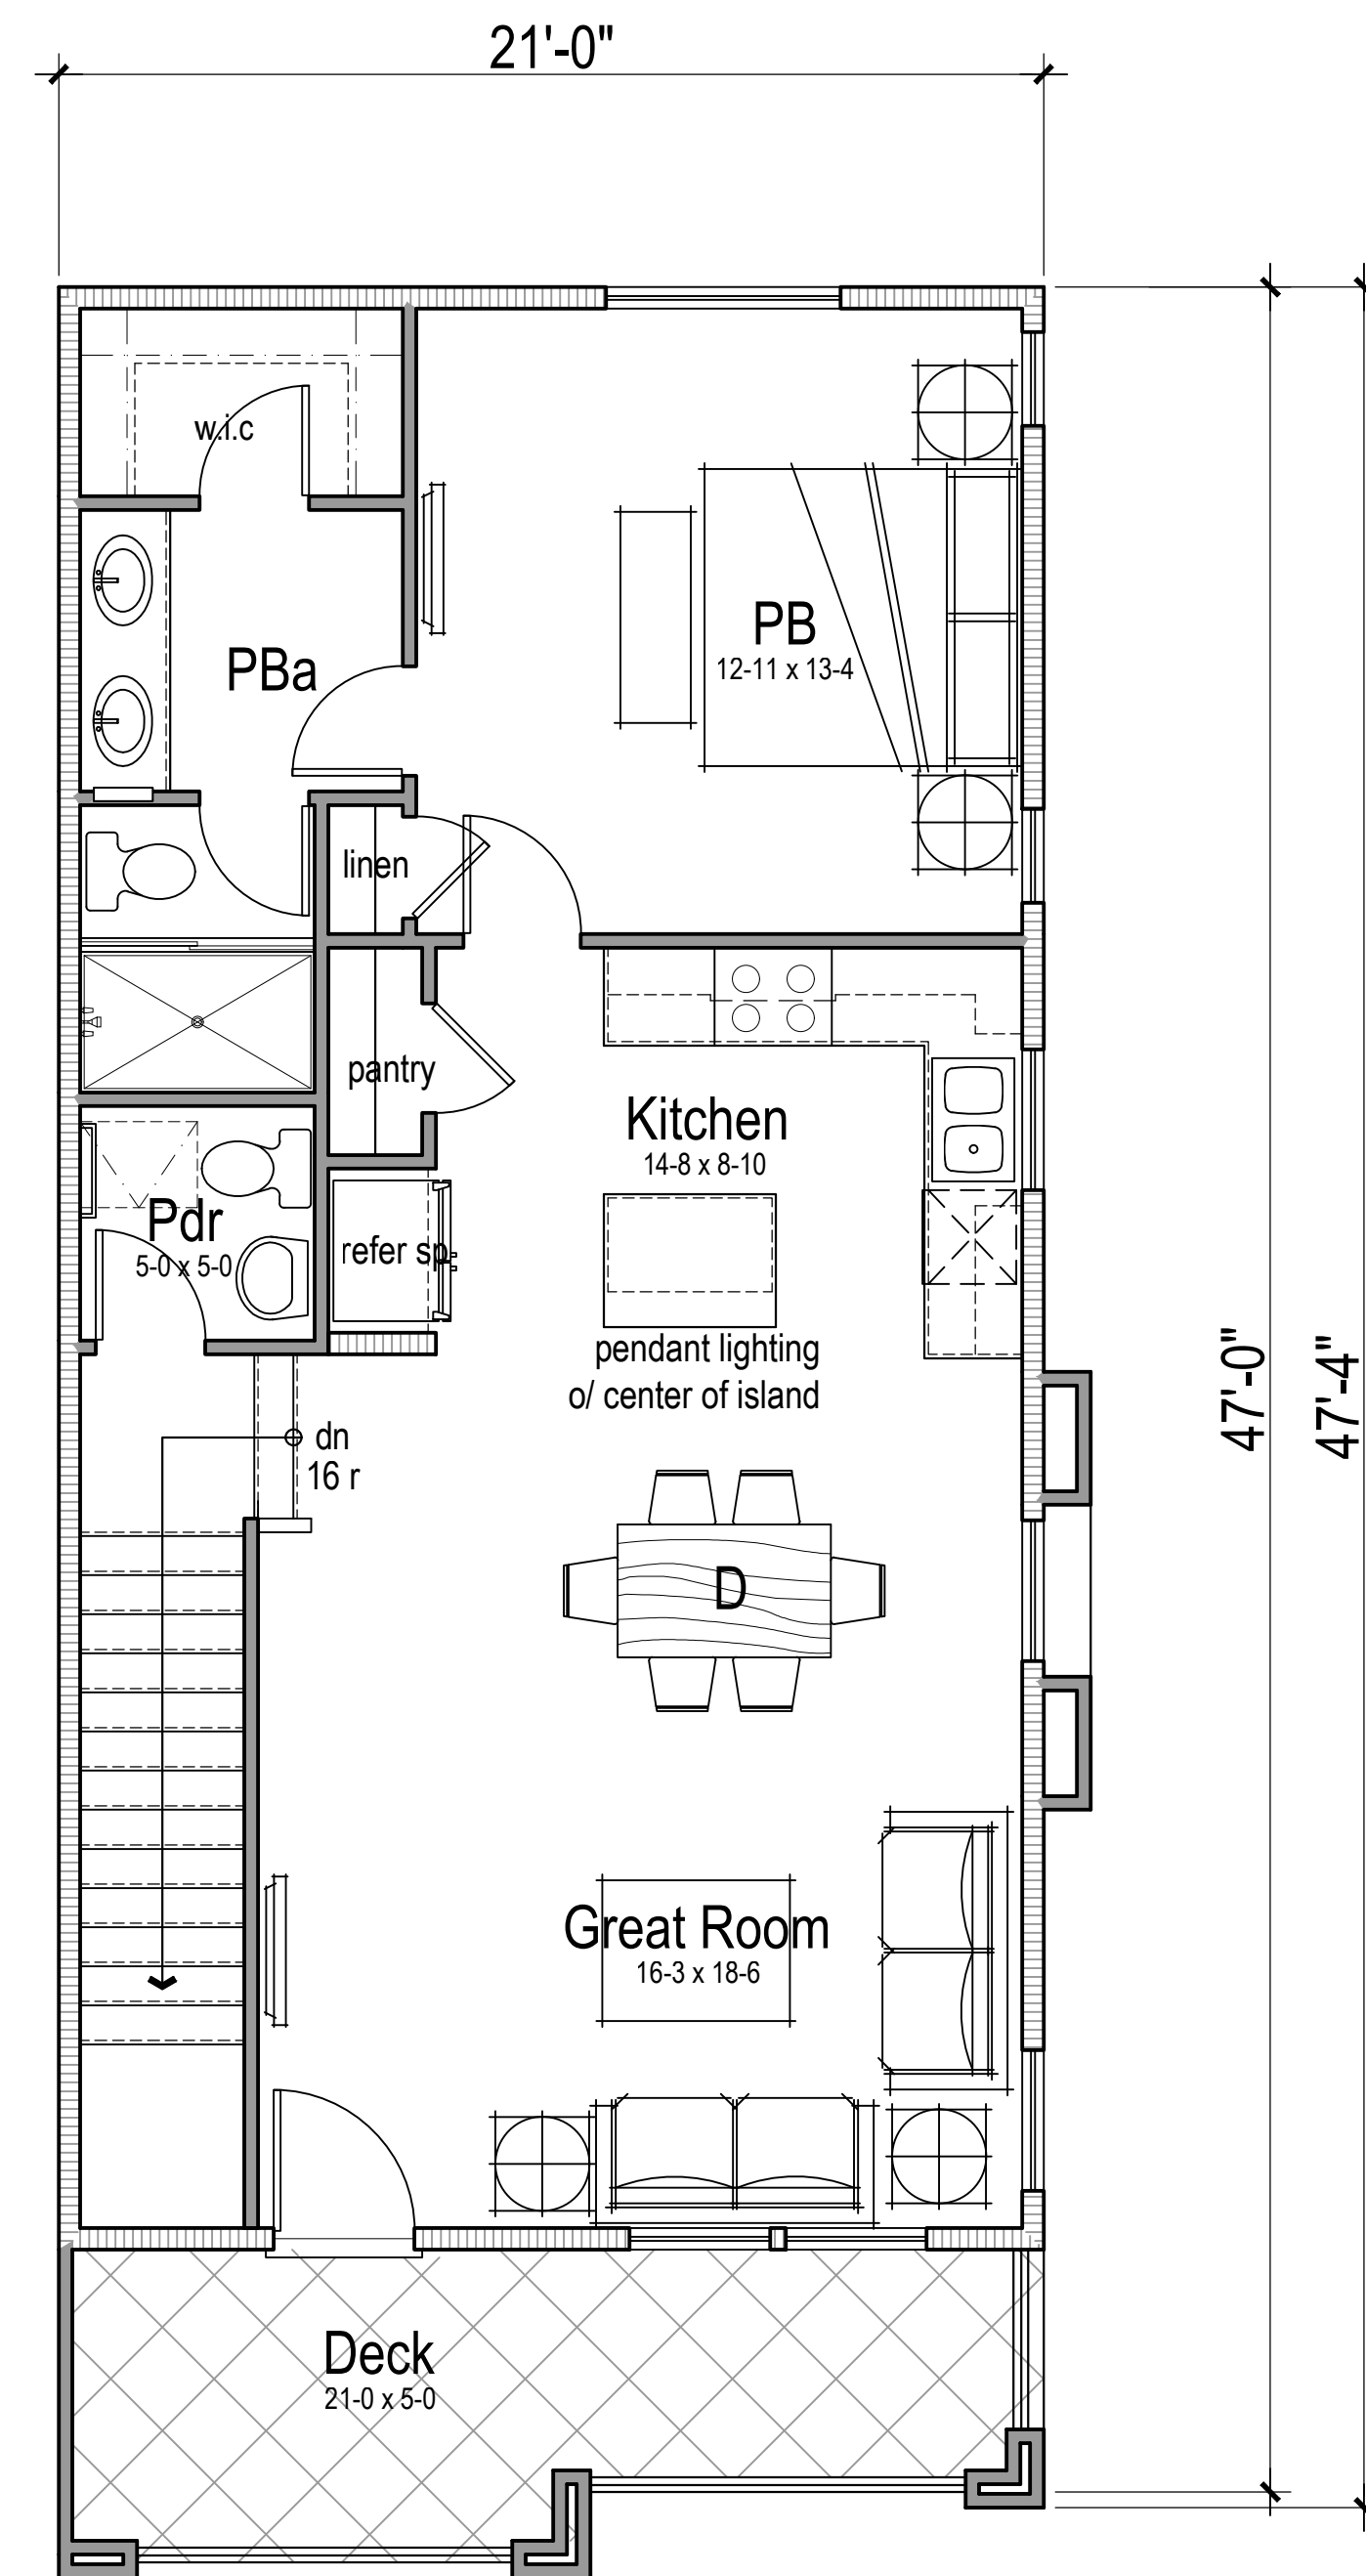 21'-0"
w.i.c
PBa
PB
12-11 x 13-4
linen
pantry
Kitchen
14-8 x 8-10
Pdr
5-0 x 5-0
refer sp
pendant lighting
o/ center of island
47'-0"
47'-4"
dn
16 r
D
Great Room
16-3 x 18-6
Deck
21-0 x 5-0